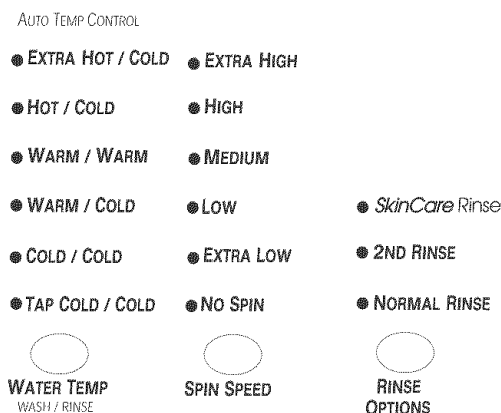 AUTO TEMP CONTROL
EXTRA HOT / COLD EXTRA HIGH
HOT / COLD HIGH
WARM / WARM MEDIUM
WARM / COLD LOW SkinCare Rinse
COLD / COLD EXTRA LOW 2ND RINSE
TAP COLD / COLD NO SPIN NORMAL RINSE
WATER TEMP SPIN SPEED RINSE
WASH / RINSE OPTIONS